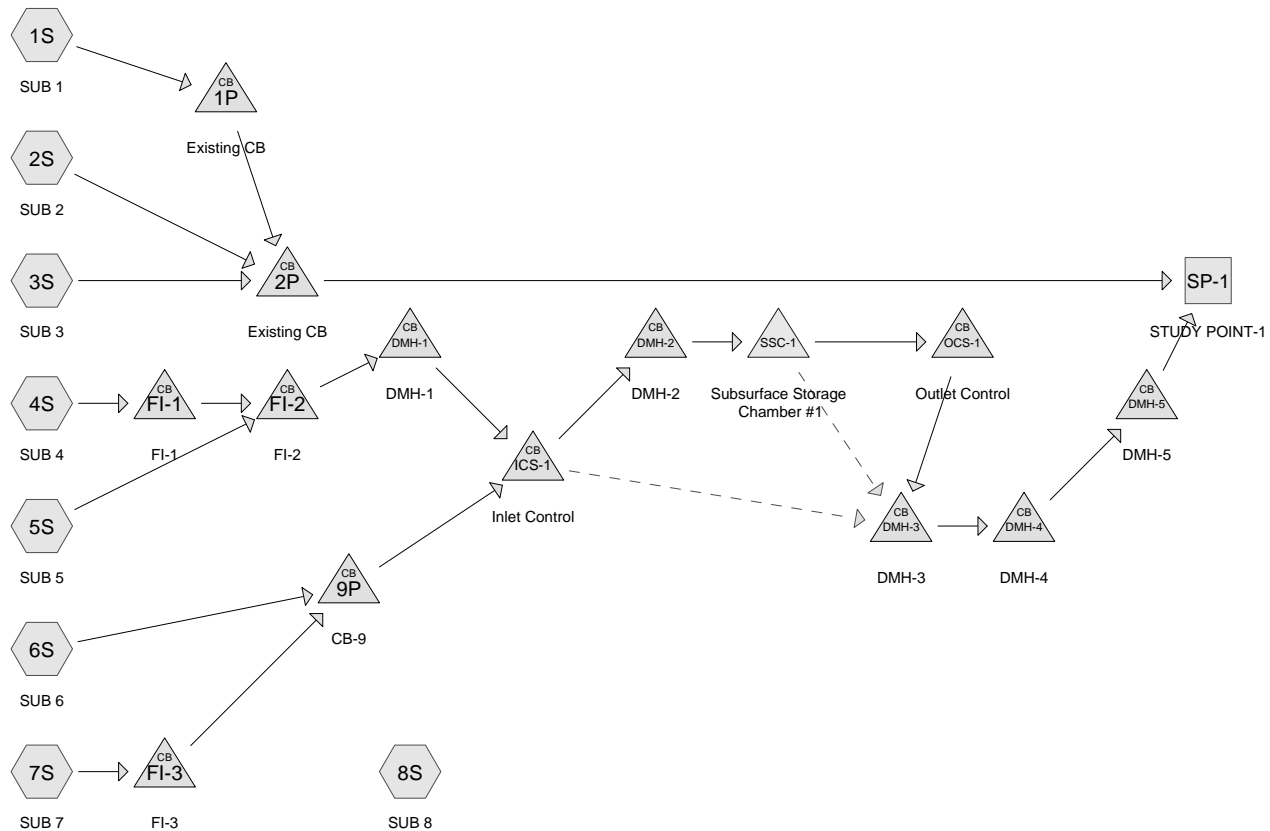 1S
SUB 1
CB
1P
Existing CB
2S
SUB 2
3S
SUB 3
CB
2P
Existing CB
SP-1
STUDY POINT-1
CB
DMH-1
DMH-1
CB
DMH-2
DMH-2
SSC-1
Subsurface Storage
Chamber #1
CB
OCS-1
Outlet Control
4S
SUB 4
CB
FI-1
FI-1
CB
FI-2
FI-2
CB
DMH-5
DMH-5
CB
ICS-1
Inlet Control
5S
SUB 5
CB
DMH-3
DMH-3
CB
DMH-4
DMH-4
CB
9P
CB-9
6S
SUB 6
7S
SUB 7
CB
FI-3
FI-3
8S
SUB 8